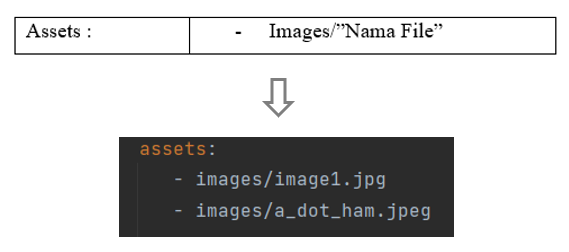 Assets :
- Images/”Nama File”
assets:
- images/image1.jpg
- images/a_dot_ham.jpeg